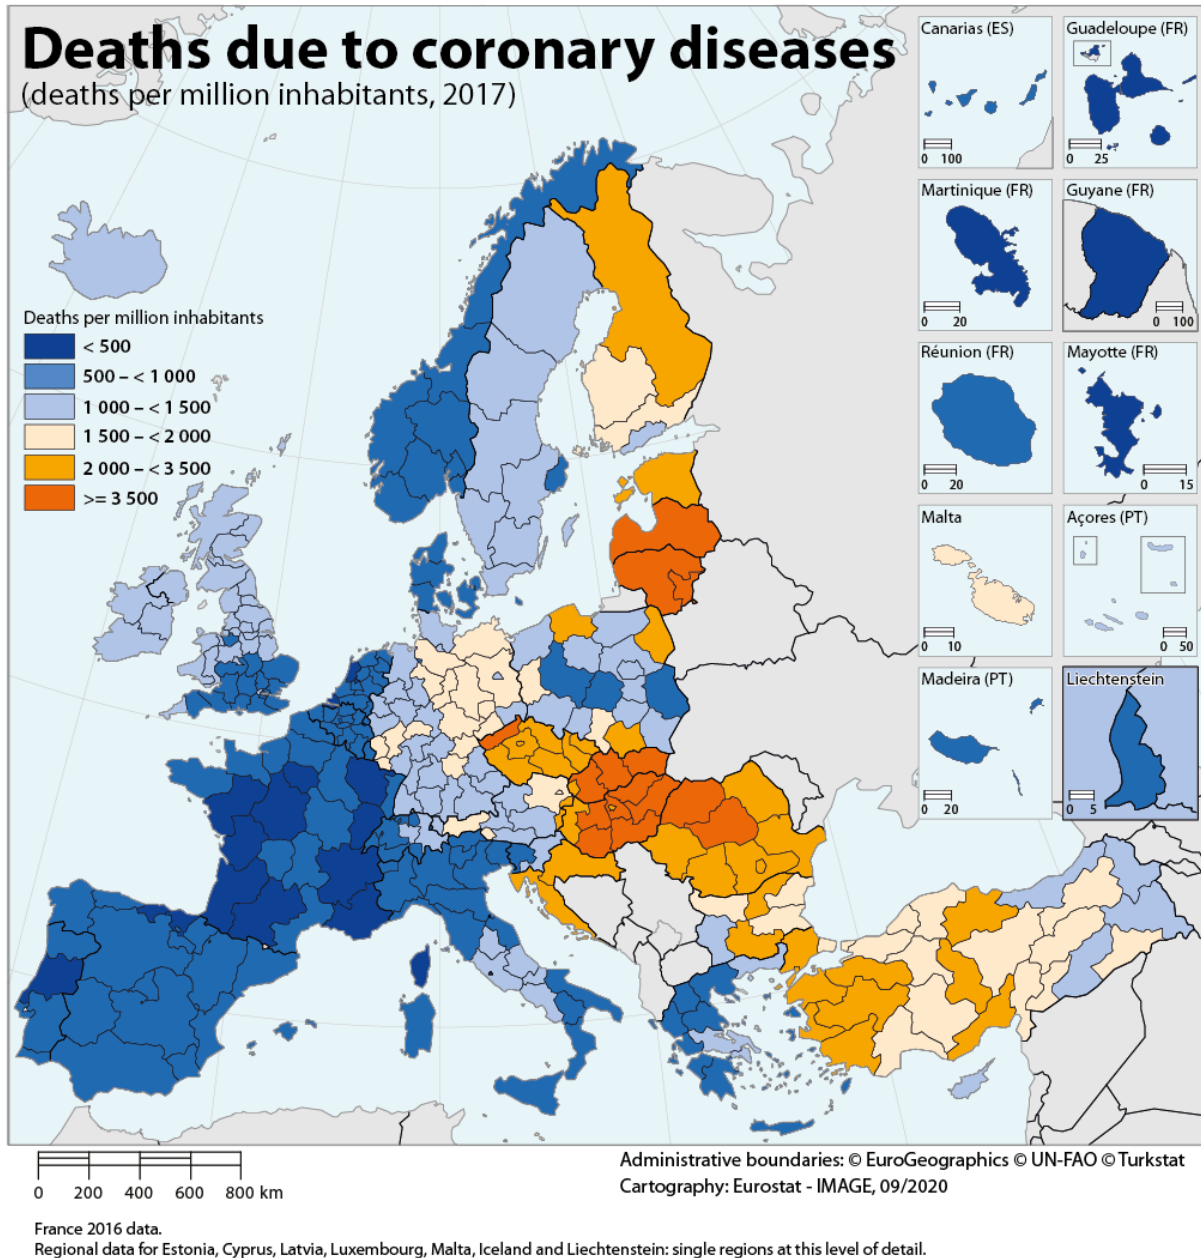 Deaths due to coronary diseases
(deaths per million inhabitants, 2017)
Deaths per million inhabitants
< 500
500 – < 1 000
1 000 – < 1 500
1 500 – < 2 000
2 000 – < 3 500
>= 3 500
Canarias (ES)
0 100
Guadeloupe (FR)
0 25
Martinique (FR)
0 20
Guyane (FR)
0 100
Réunion (FR)
0 20
Mayotte (FR)
0 15
Malta
0 10
Açores (PT)
0 50
Madeira (PT)
0 20
Liechtenstein
0 5
0 200 400 600 800 km
Administrative boundaries: © EuroGeographics © UN-FAO © Turkstat
Cartography: Eurostat - IMAGE, 09/2020
France 2016 data.
Regional data for Estonia, Cyprus, Latvia, Luxembourg, Malta, Iceland and Liechtenstein: single regions at this level of detail.